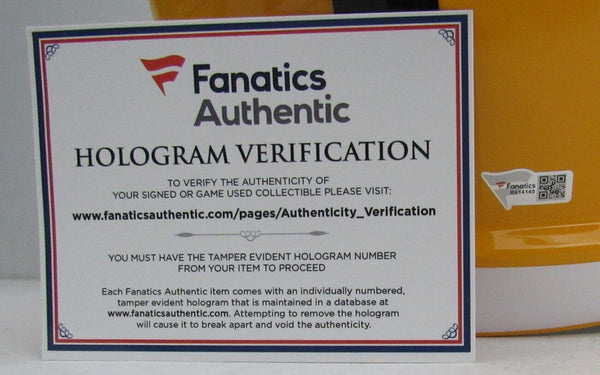 Fanatics
Authentic
HOLOGRAM VERIFICATION
TO VERIFY THE AUTHENTICITY OF
YOUR SIGNED OR GAME USED COLLECTIBLE PLEASE VISIT:
www.fanaticsauthentic.com/pages/Authenticity_Verification
YOU MUST HAVE THE TAMPER EVIDENT HOLOGRAM NUMBER
FROM YOUR ITEM TO PROCEED
Each Fanatics Authentic item comes with an individually numbered,
tamper evident hologram that is maintained in a database at
www.fanaticsauthentic.com. Attempting to remove the hologram
will cause it to break apart and void the authenticity.
Fanatics